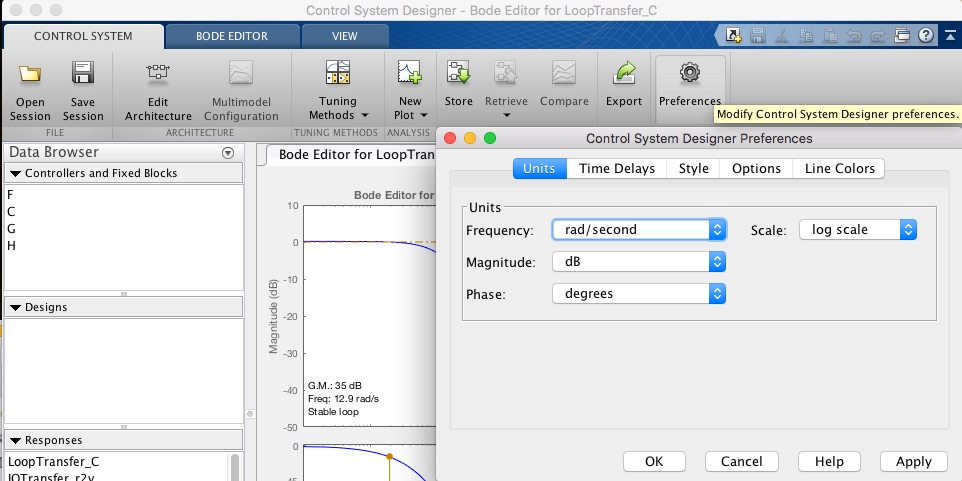 Control System Designer - Bode Editor for LoopTransfer_C
CONTROL SYSTEM
BODE EDITOR
VIEW
Open
Session
Save
Session
Edit
Architecture
Multimodel
Configuration
Tuning
Methods
New
Plot
Store
Retrieve
Compare
Export
Preferences
FILE
ARCHITECTURE
TUNING METHODS
ANALYSIS
Modify Control System Designer preferences.
Data Browser
Controllers and Fixed Blocks
F
C
G
H
Designs
Responses
LoopTransfer_C
IOTransfer_r2y
Bode Editor for LoopTran
Bode Editor for
Magnitude (dB)
10
0
-10
-20
-30
-40
-50
G.M.: 35 dB
Freq: 12.9 rad/s
Stable loop
0
-45
Control System Designer Preferences
Units
Time Delays
Style
Options
Line Colors
Units
Frequency: rad/second
Scale: log scale
Magnitude: dB
Phase: degrees
OK
Cancel
Help
Apply